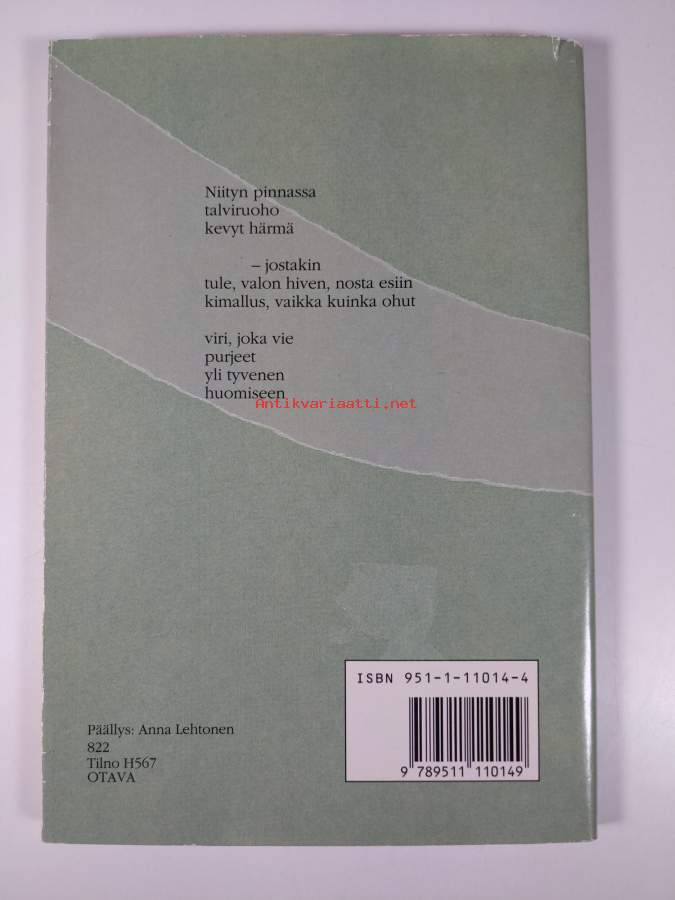 Niityn pinnassa
talviruoho
kevyt härmä
– jostakin
tule, valon hiven, nosta esiin
kimallus, vaikka kuinka ohut
viri, joka vie
purjeet
yli tyvenen
huomiseen
Antikvariaatti.net
ISBN 951-1-11014-4
9 789511 110149
Päällys: Anna Lehtonen
822
Tilno H567
OTAVA